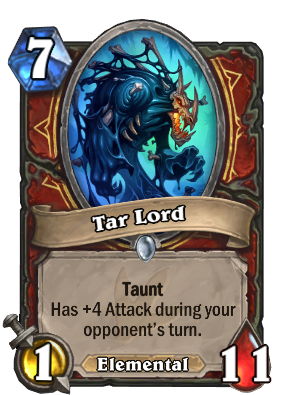 7
Tar Lord
Taunt
Has +4 Attack during your
opponent's turn.
1
Elemental
11